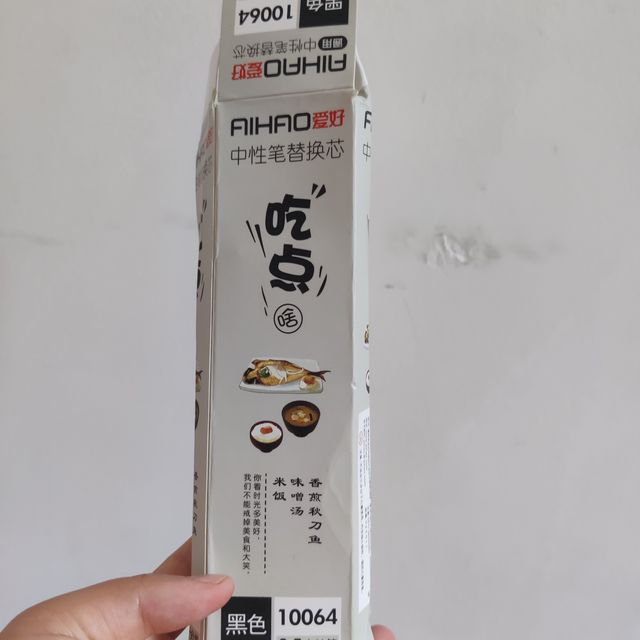 黑色 10064
AIHAO爱好
通用 中性笔替换芯
AIHAO爱好
中性笔替换芯
吃点
啥
香煎秋刀鱼
味噌汤
米饭
你看时光多美好，
我们不能戒掉美食和大笑。
黑色 10064